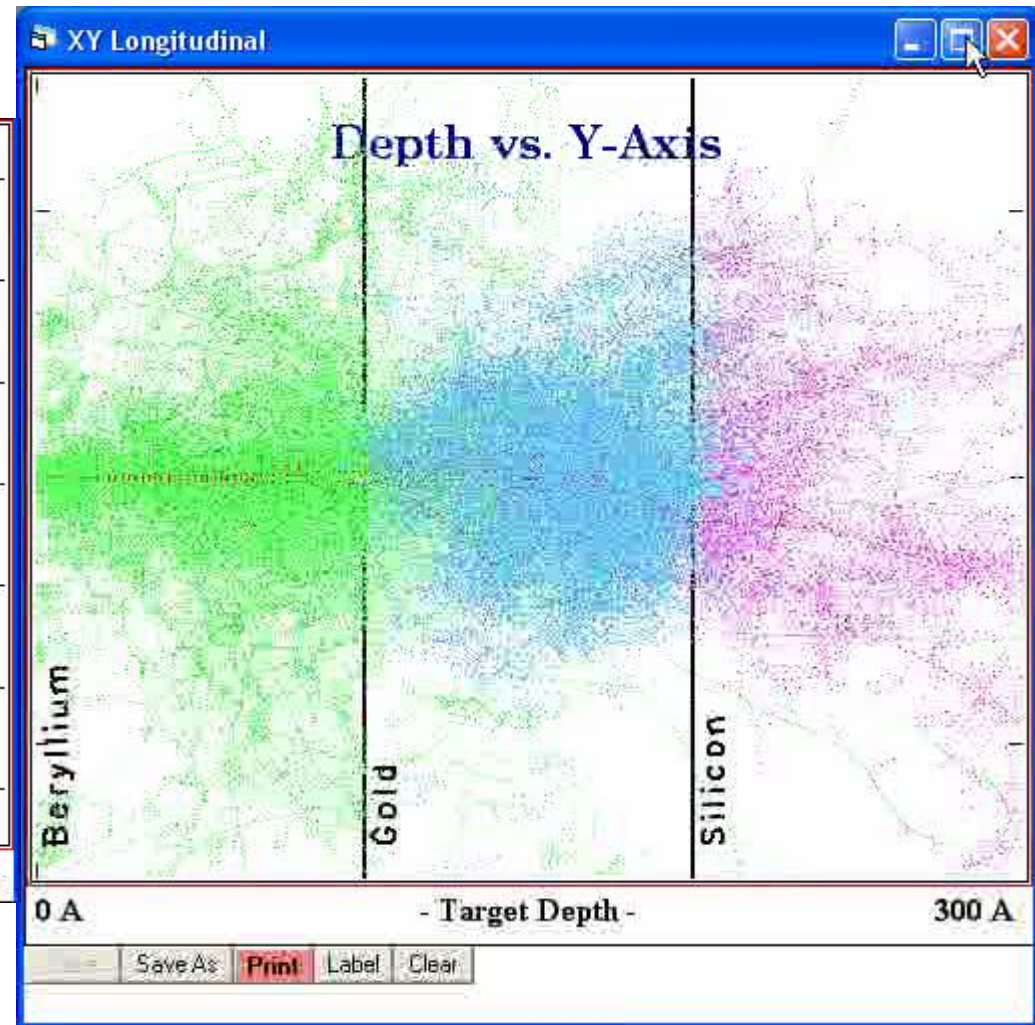 XY Longitudinal
Depth vs. Y-Axis
Beryllium
Gold
Silicon
0 A
- Target Depth -
300 A
Save As
Print
Label
Clear